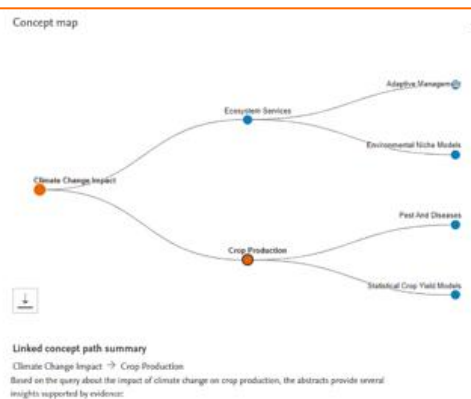 Concept map
Adaptive Management
Ecosystem Services
Environmental Niche Models
Climate Change Impact
Pest And Diseases
Crop Production
Statistical Crop Yield Models
Linked concept path summary
Climate Change Impact → Crop Production
Based on the query about the impact of climate change on crop production, the abstracts provide several
insights supported by evidence: